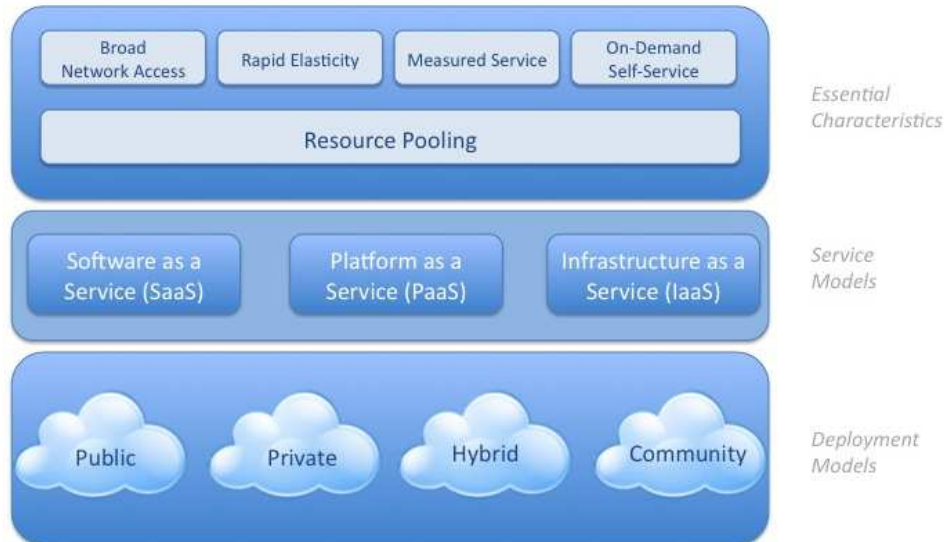 Broad
Network Access
Rapid Elasticity
Measured Service
On-Demand
Self-Service
Resource Pooling
Essential
Characteristics
Software as a
Service (SaaS)
Platform as a
Service (PaaS)
Infrastructure as a
Service (IaaS)
Service
Models
Public
Private
Hybrid
Community
Deployment
Models